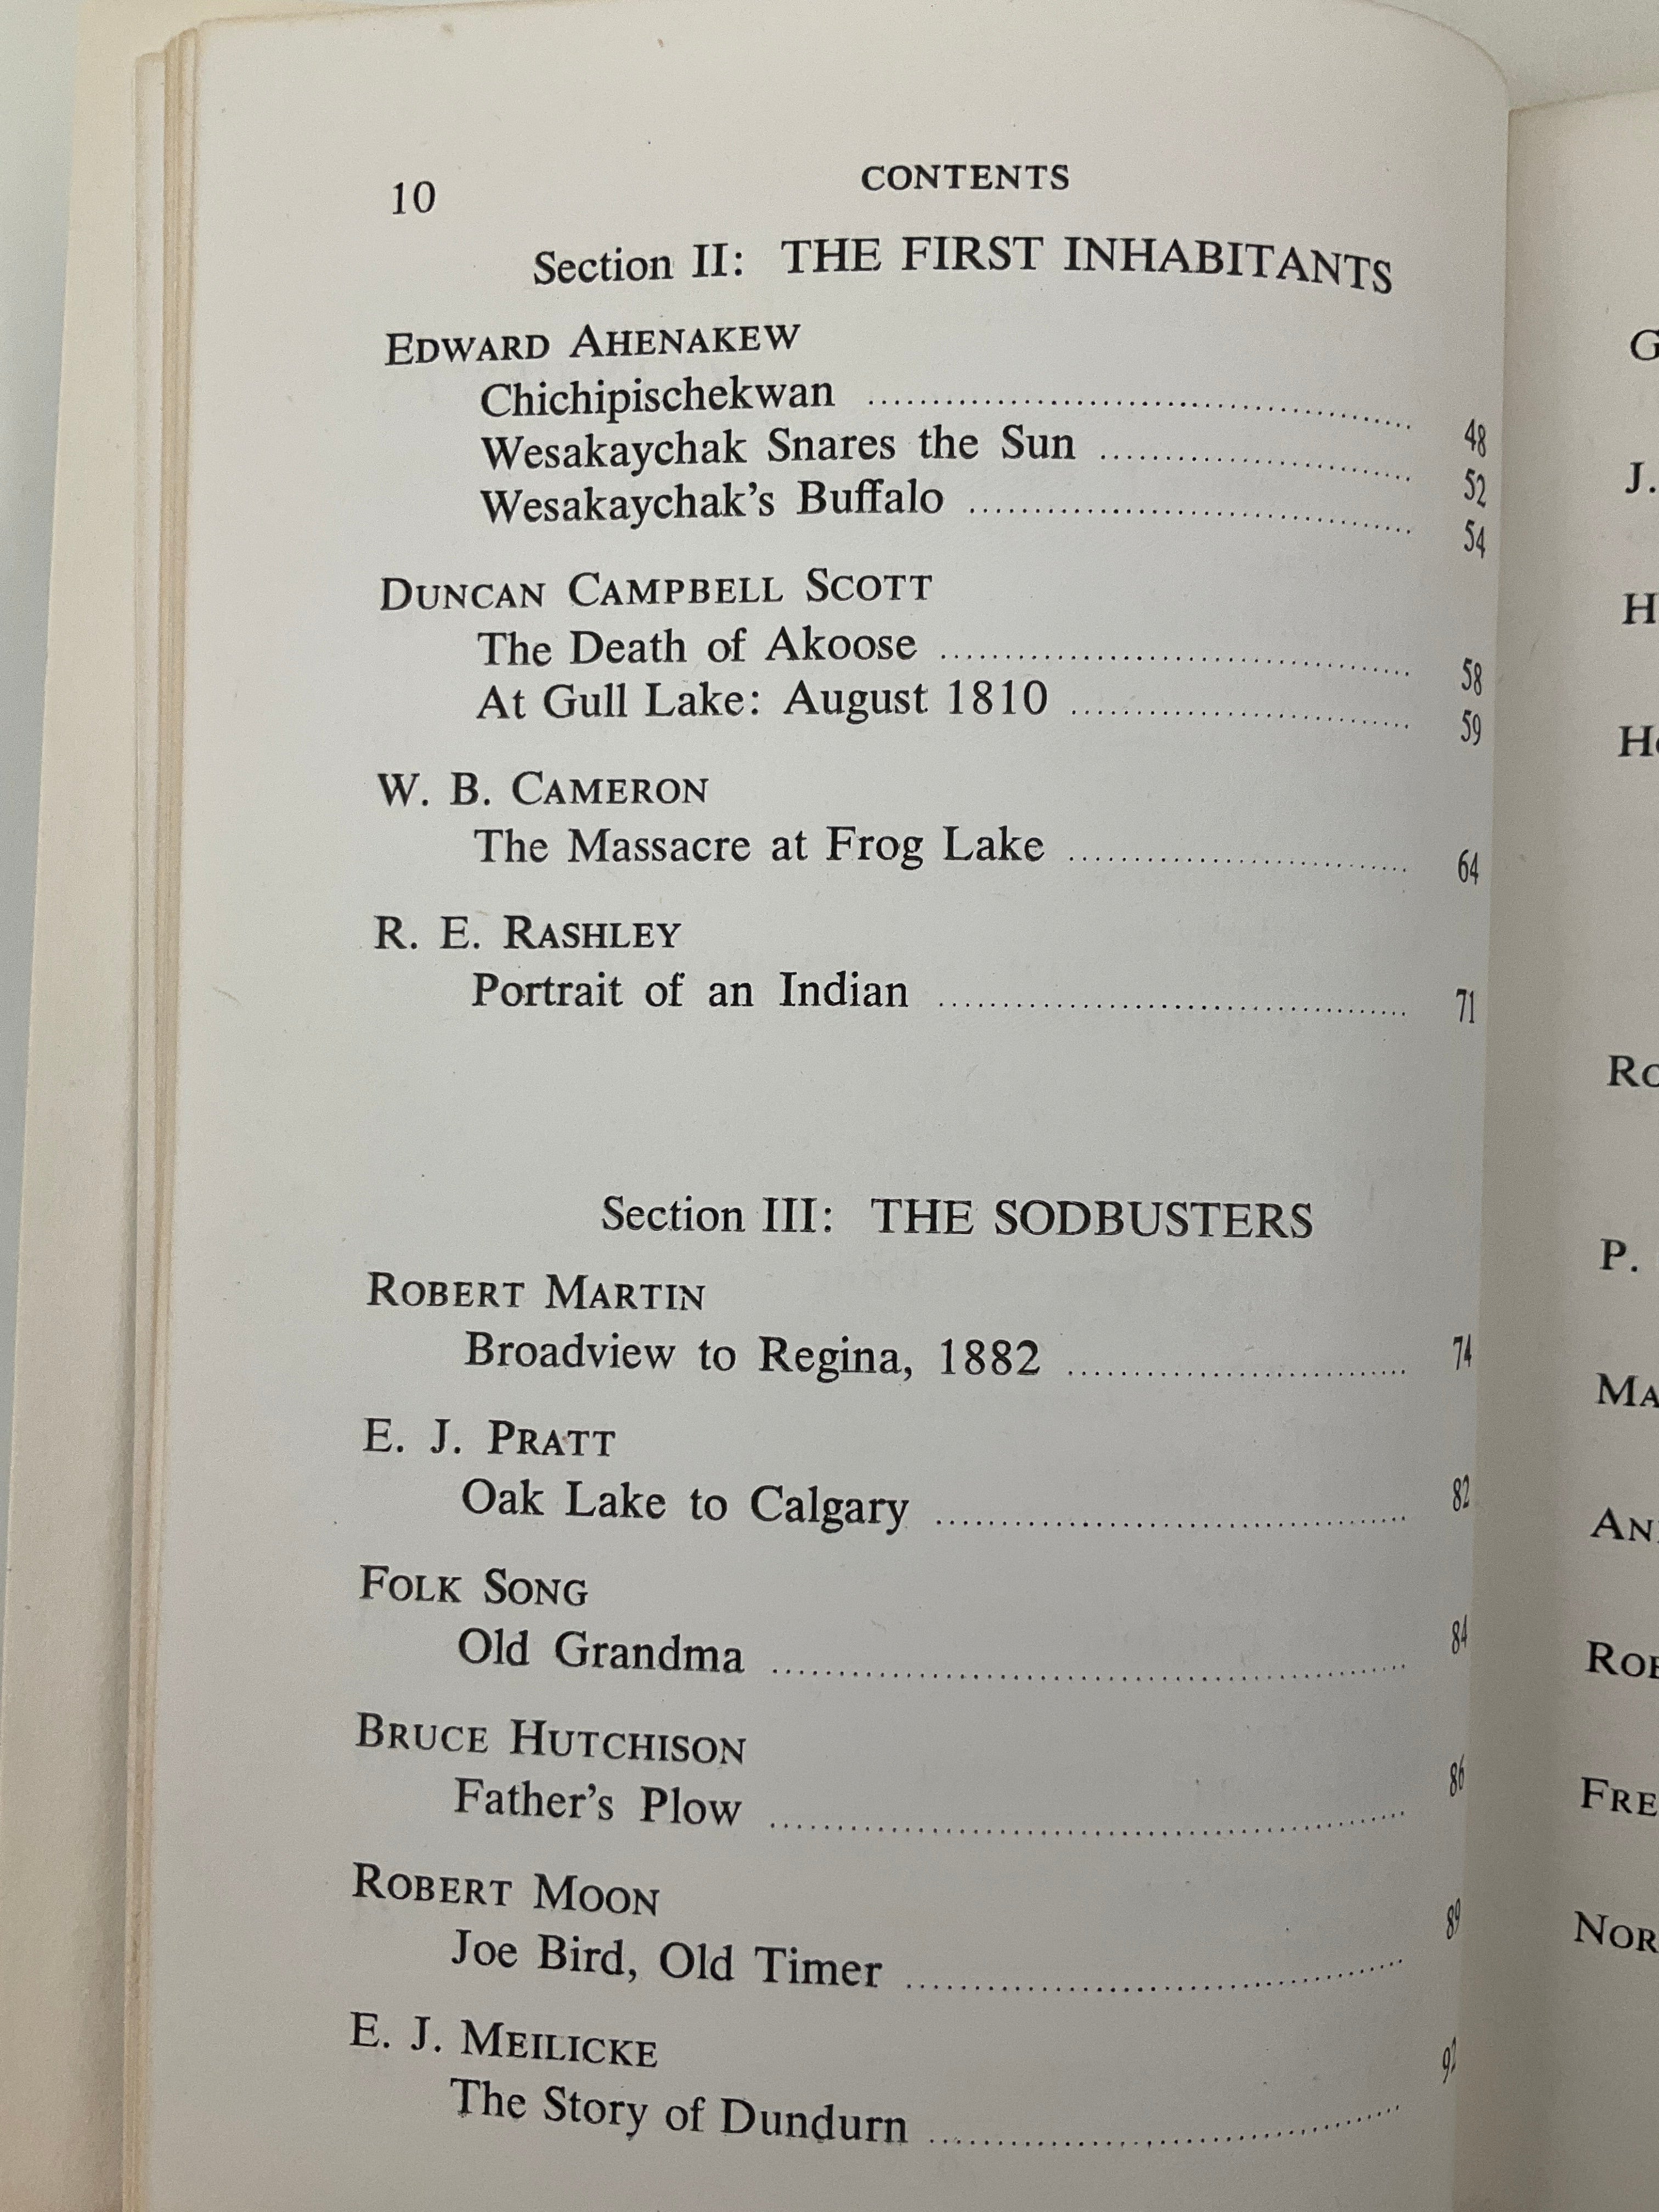 10 CONTENTS
Section II: THE FIRST INHABITANTS
EDWARD AHENAKEW
Chichipischekwan .......... 48
Wesakaychak Snares the Sun .......... 52
Wesakaychak’s Buffalo .......... 54
DUNCAN CAMPBELL SCOTT
The Death of Akoose .......... 58
At Gull Lake: August 1810 .......... 59
W. B. CAMERON
The Massacre at Frog Lake .......... 64
R. E. RASHLEY
Portrait of an Indian .......... 71
Section III: THE SODBUSTERS
ROBERT MARTIN
Broadview to Regina, 1882 .......... 74
E. J. PRATT
Oak Lake to Calgary .......... 82
FOLK SONG
Old Grandma .......... 84
BRUCE HUTCHISON
Father’s Plow .......... 86
ROBERT MOON
Joe Bird, Old Timer .......... 89
E. J. MEILICKE
The Story of Dundurn ..........
J.
P.